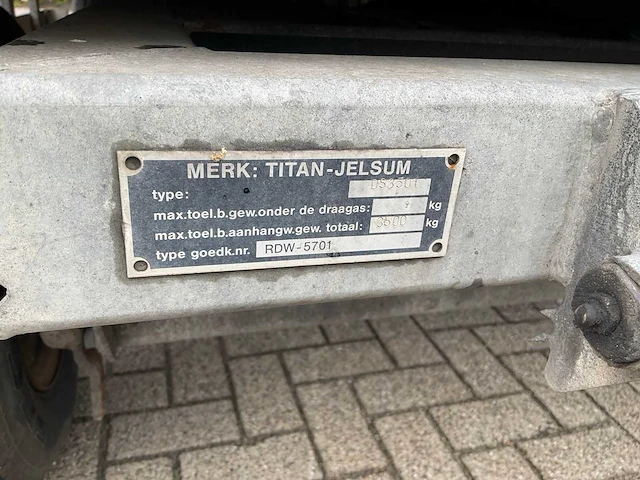 MERK: TITAN-JELSUM
type: DS3501
max.toel.b.gew.onder de draagas: kg
max.toel.b.aanhangw.gew. totaal: 3500 kg
type goedk.nr. RDW-5701